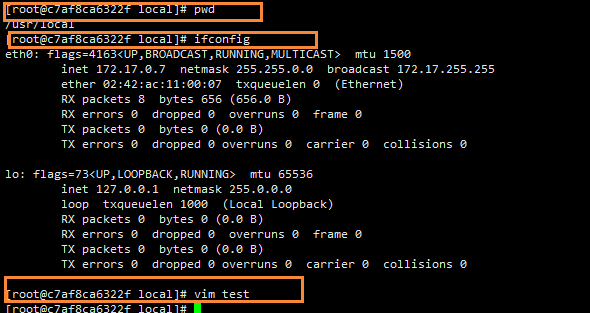 [root@c7af8ca6322f local]# pwd
/usr/local
[root@c7af8ca6322f local]# ifconfig
eth0: flags=4163<UP,BROADCAST,RUNNING,MULTICAST>  mtu 1500
        inet 172.17.0.7  netmask 255.255.0.0  broadcast 172.17.255.255
        ether 02:42:ac:11:00:07  txqueuelen 0  (Ethernet)
        RX packets 8  bytes 656 (656.0 B)
        RX errors 0  dropped 0  overruns 0  frame 0
        TX packets 0  bytes 0 (0.0 B)
        TX errors 0  dropped 0 overruns 0  carrier 0  collisions 0

lo: flags=73<UP,LOOPBACK,RUNNING>  mtu 65536
        inet 127.0.0.1  netmask 255.0.0.0
        loop  txqueuelen 1000  (Local Loopback)
        RX packets 0  bytes 0 (0.0 B)
        RX errors 0  dropped 0  overruns 0  frame 0
        TX packets 0  bytes 0 (0.0 B)
        TX errors 0  dropped 0 overruns 0  carrier 0  collisions 0

[root@c7af8ca6322f local]# vim test
[root@c7af8ca6322f local]#